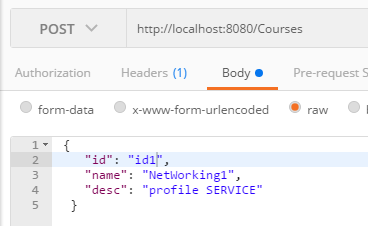 POST http://localhost:8080/Courses
Authorization Headers (1) Body Pre-request S
form-data x-www-form-urlencoded raw b
1 {
2 "id": "id1",
3 "name": "NetWorking1",
4 "desc": "profile SERVICE"
5 }